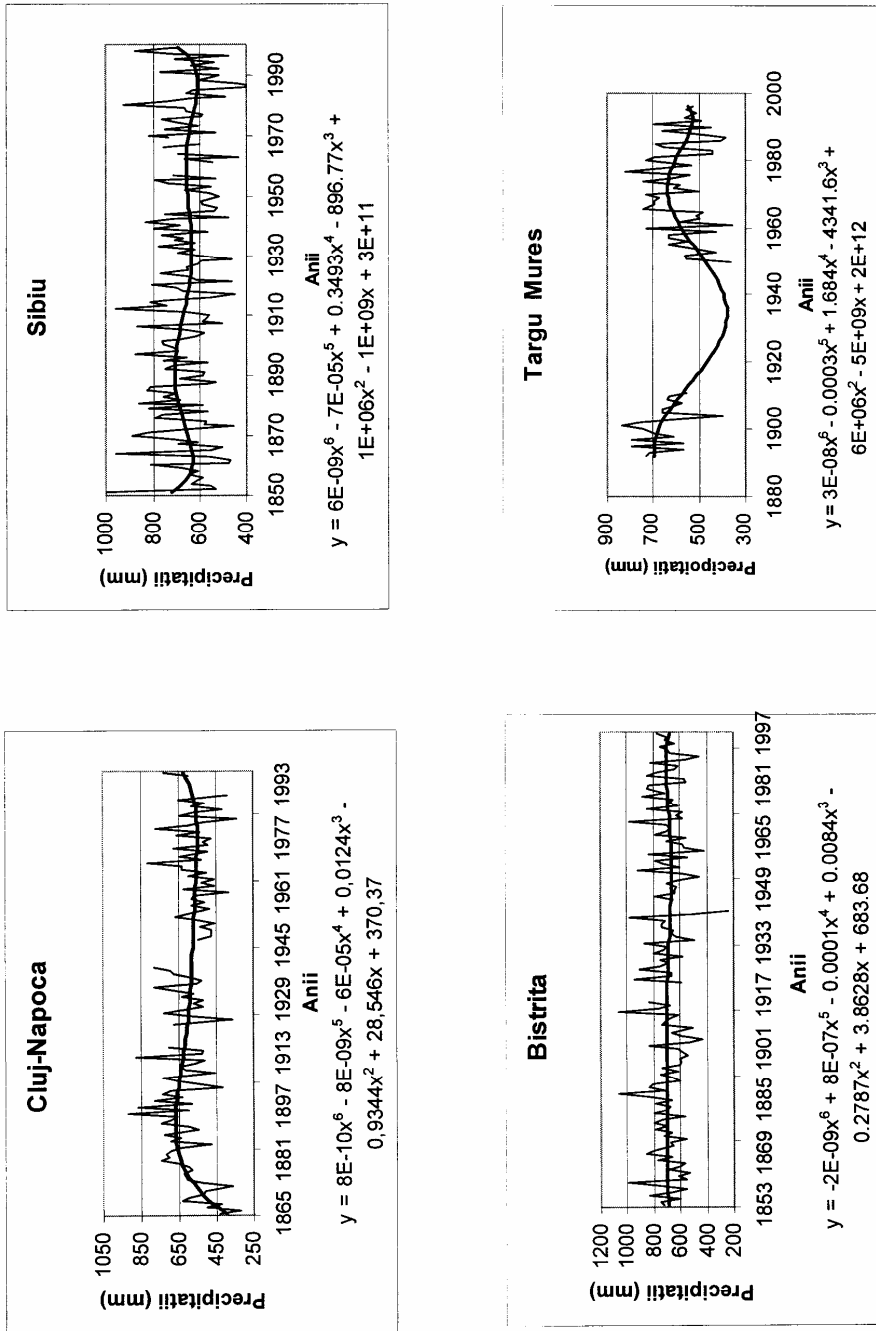 Cluj-Napoca
Precipitatii (mm)
1050
850
650
450
250
1865 1881 1897 1913 1929 1945 1961 1977 1993
Anii
y = 8E-10x⁶ - 8E-09x⁵ - 6E-05x⁴ + 0,0124x³ -
0,9344x² + 28,546x + 370,37
Sibiu
Precipitatii (mm)
1000
800
600
400
1850 1870 1890 1910 1930 1950 1970 1990
Anii
y = 6E-09x⁶ - 7E-05x⁵ + 0.3493x⁴ - 896.77x³ +
1E+06x² - 1E+09x + 3E+11
Bistrita
Precipitatii (mm)
1200
1000
800
600
400
200
1853 1869 1885 1901 1917 1933 1949 1965 1981 1997
Anii
y = -2E-09x⁶ + 8E-07x⁵ - 0.0001x⁴ + 0.0084x³ -
0.2787x² + 3.8628x + 683.68
Targu Mures
Precipitatii (mm)
900
700
500
300
1880 1900 1920 1940 1960 1980 2000
Anii
y = 3E-08x⁶ - 0.0003x⁵ + 1.684x⁴ - 4341.6x³ +
6E+06x² - 5E+09x + 2E+12